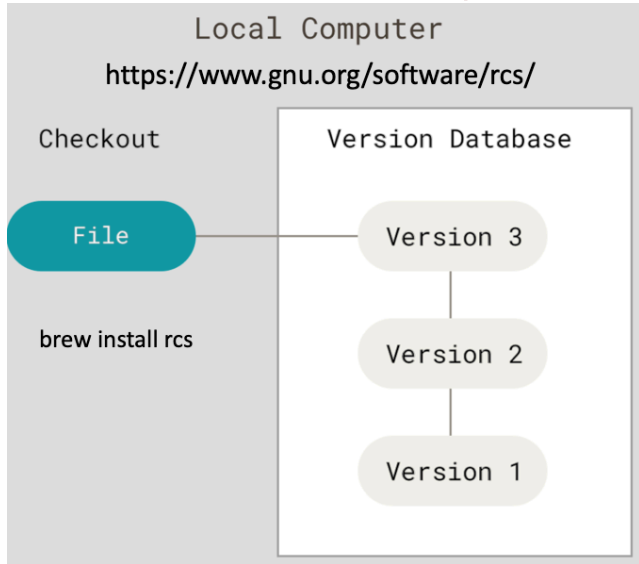 Local Computer
https://www.gnu.org/software/rcs/
Checkout
Version Database
File
Version 3
brew install rcs
Version 2
Version 1